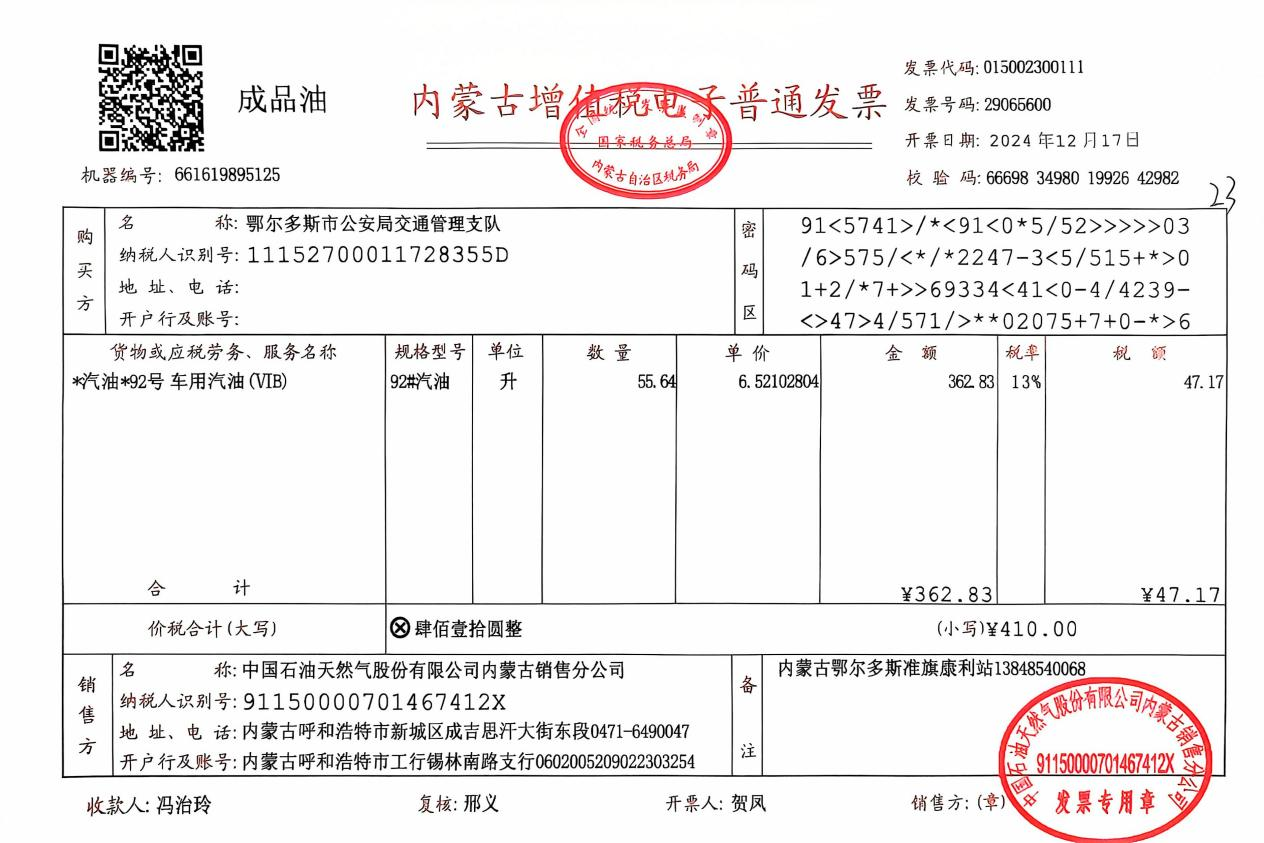 成品油
内蒙古增值税电子普通发票
发票代码: 015002300111
发票号码: 29065600
开票日期: 2024 年12 月17日
校 验 码: 66698 34980 19926 42982
机器编号: 661619895125
23
全国统一发票监制章
国家税务总局
内蒙古自治区税务局
购买方
名 称: 鄂尔多斯市公安局交通管理支队
纳税人识别号: 11152700011728355D
地 址、电 话:
开户行及账号:
密码区
91<5741>/*<91<0*5/52>>>>>03
/6>575/<*/*2247-3<5/515+*>0
1+2/*7+>>69334<41<0-4/4239-
<>47>4/571/>**02075+7+0-*>6
货物或应税劳务、服务名称 规格型号 单位 数 量 单 价 金 额 税率 税 额
*汽油*92号 车用汽油(VIB) 92#汽油 升 55.64 6.52102804 362.83 13% 47.17
合 计 ¥362.83 ¥47.17
价税合计(大写) ⊗肆佰壹拾圆整 (小写)¥410.00
销售方
名 称: 中国石油天然气股份有限公司内蒙古销售分公司
纳税人识别号: 91150000701467412X
地 址、电 话: 内蒙古呼和浩特市新城区成吉思汗大街东段0471-6490047
开户行及账号: 内蒙古呼和浩特市工行锡林南路支行0602005209022303254
备注
内蒙古鄂尔多斯准旗康利站13848540068
中国石油天然气股份有限公司内蒙古销售分公司
91150000701467412X
发票专用章
收款人: 冯治玲 复核: 邢义 开票人: 贺凤 销售方: (章)